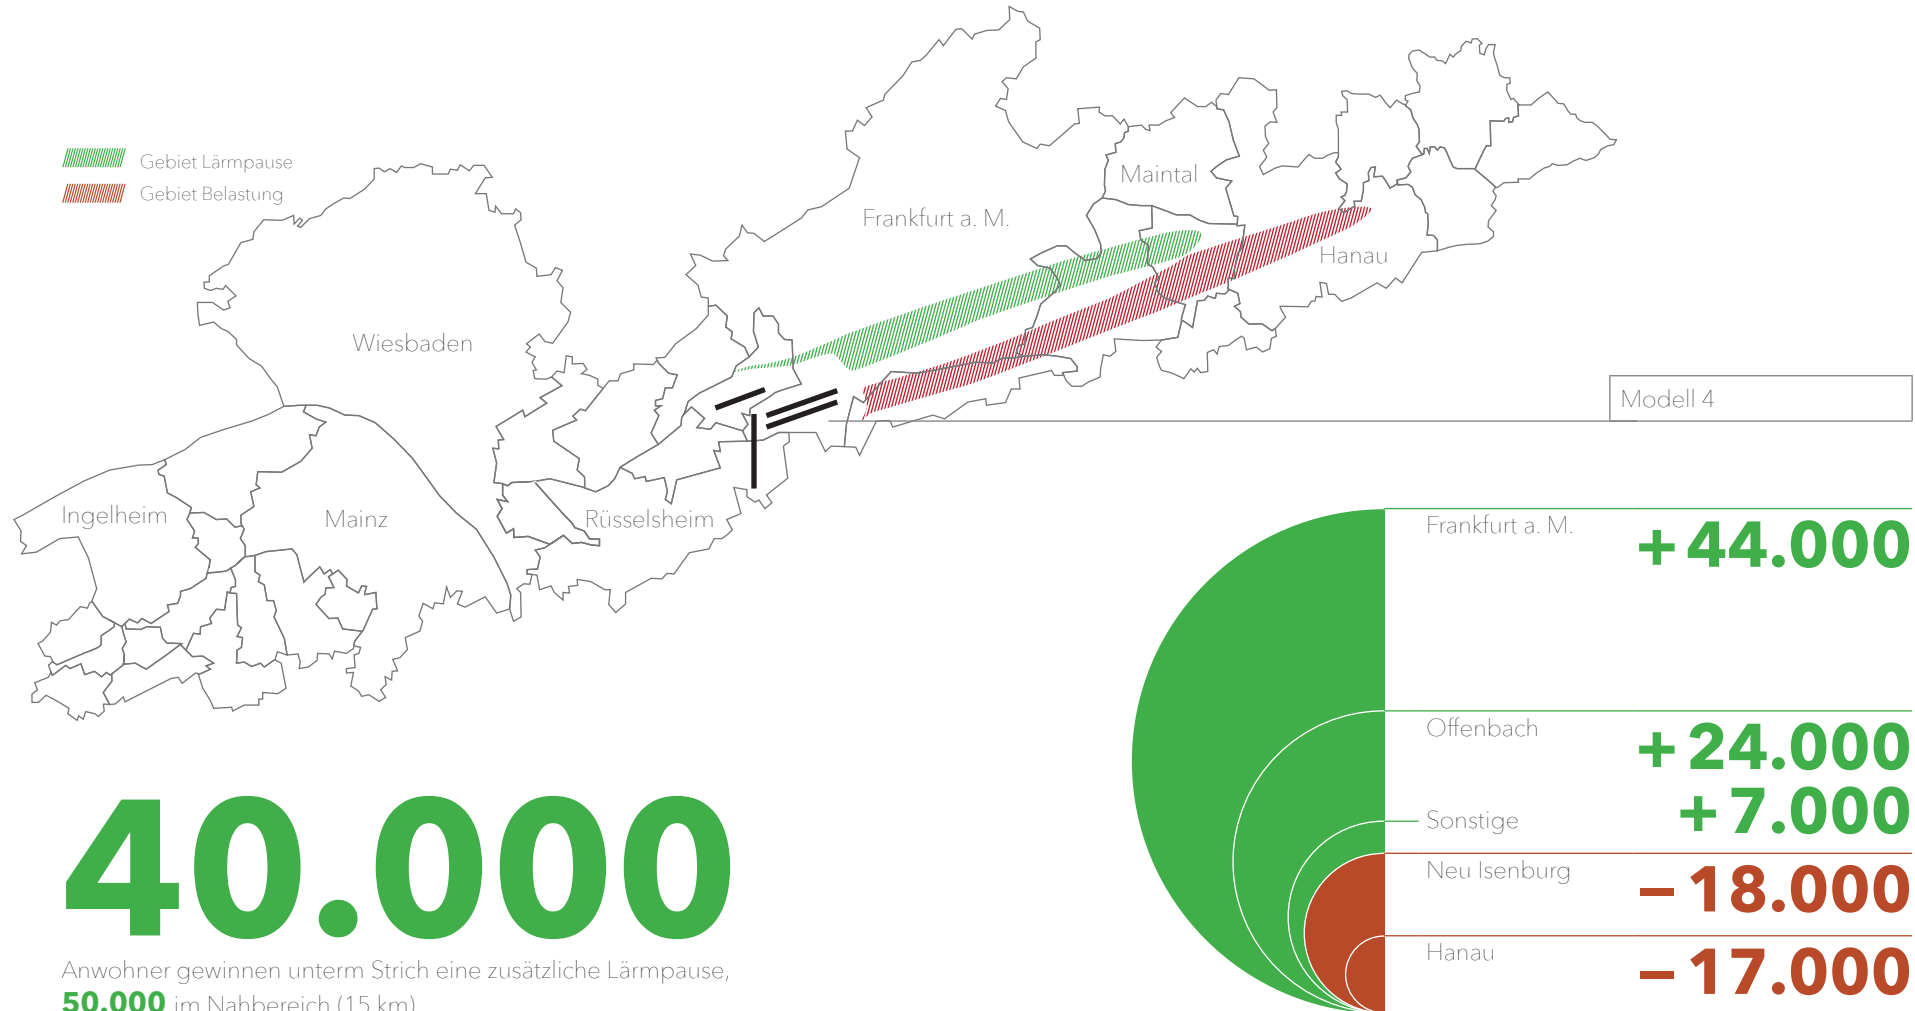 Gebiet Lärmpause
Gebiet Belastung
Maintal
Frankfurt a. M.
Hanau
Wiesbaden
Modell 4
Ingelheim
Mainz
Rüsselsheim
Frankfurt a. M.
+ 44.000
Offenbach
+ 24.000
Sonstige
+ 7.000
Neu Isenburg
– 18.000
Hanau
– 17.000
40.000
Anwohner gewinnen unterm Strich eine zusätzliche Lärmpause,
50.000 im Nahbereich (15 km)